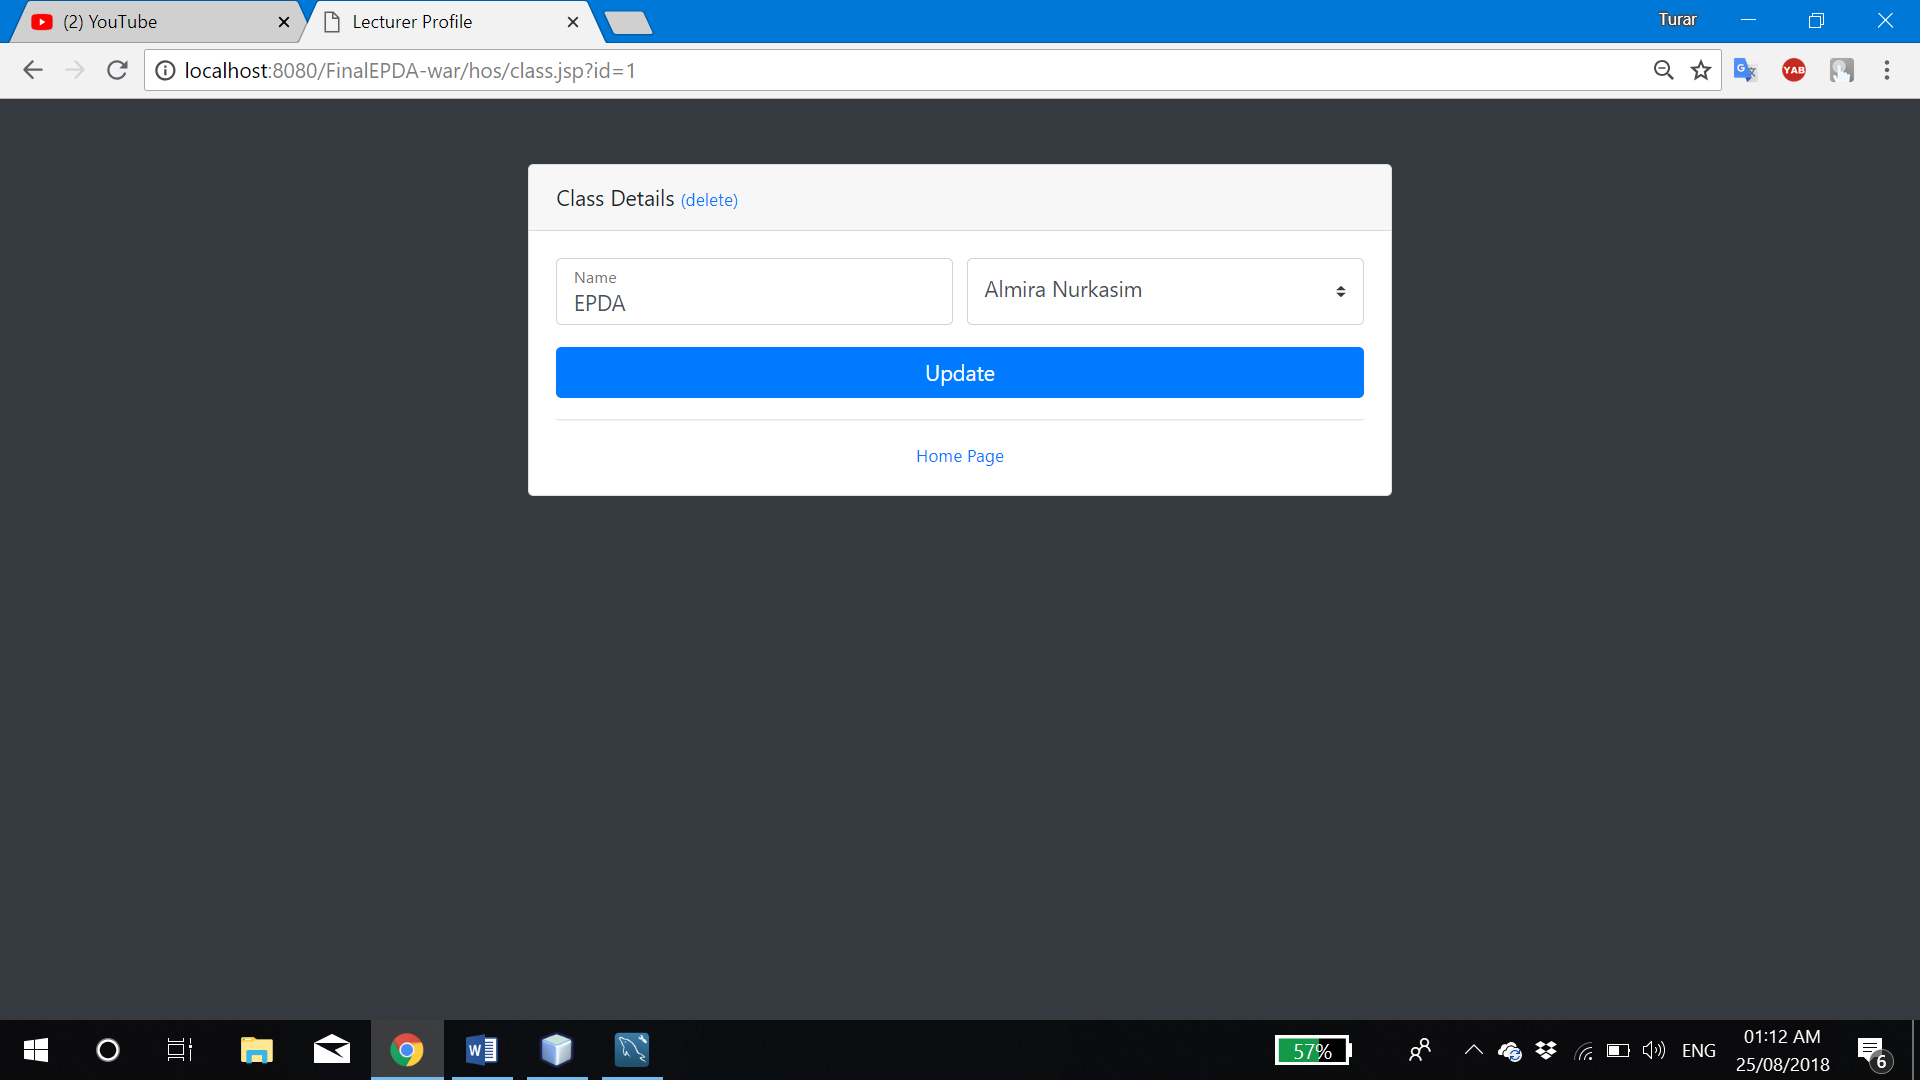 (2) YouTube
Lecturer Profile
Turar
localhost:8080/FinalEPDA-war/hos/class.jsp?id=1
YAB
Class Details (delete)
Name
EPDA
Almira Nurkasim
Update
Home Page
57%
ENG
01:12 AM
25/08/2018
6